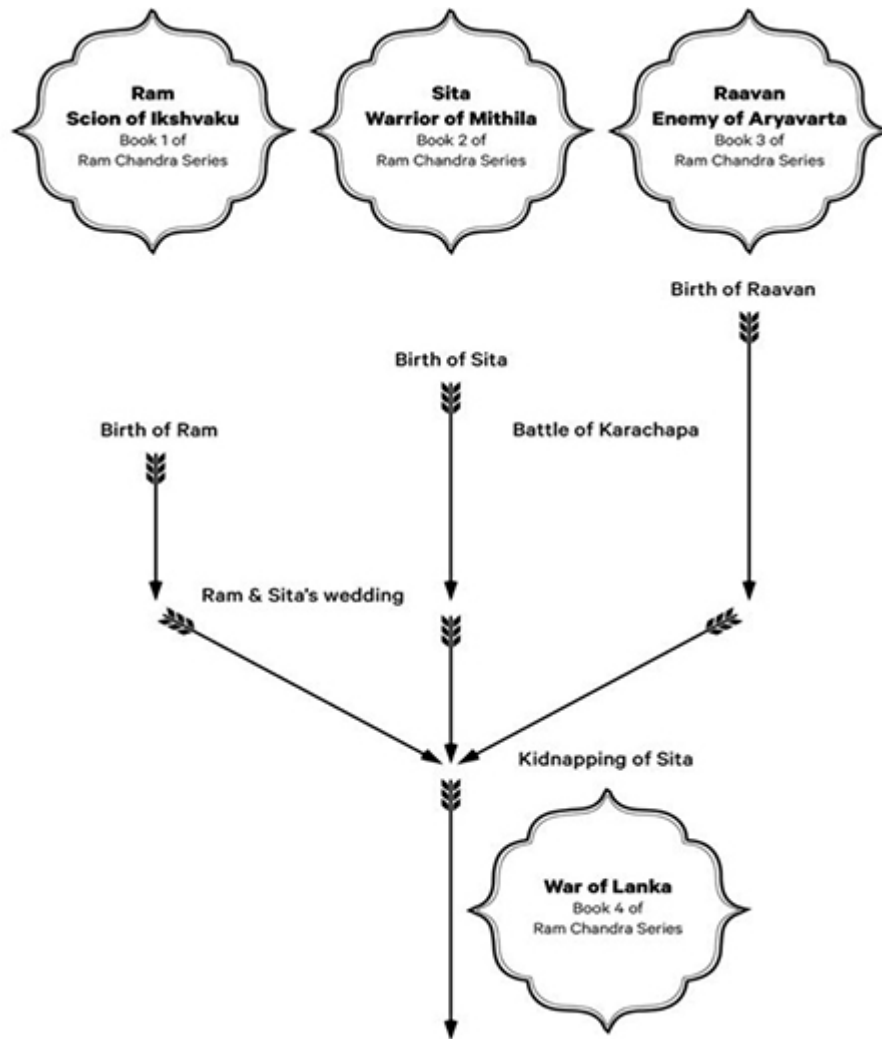 Ram
Scion of Ikshvaku
Book 1 of
Ram Chandra Series
Sita
Warrior of Mithila
Book 2 of
Ram Chandra Series
Raavan
Enemy of Aryavarta
Book 3 of
Ram Chandra Series
Birth of Raavan
Birth of Sita
Birth of Ram
Battle of Karachapa
Ram & Sita's wedding
Kidnapping of Sita
War of Lanka
Book 4 of
Ram Chandra Series